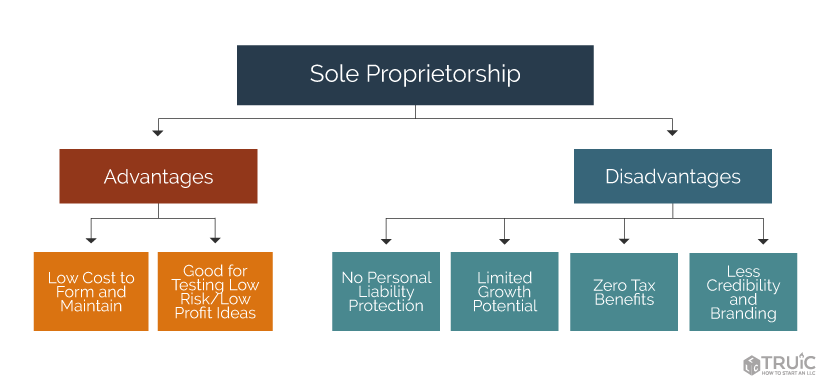 Sole Proprietorship
Advantages
Disadvantages
Low Cost to
Form and
Maintain
Good for
Testing Low
Risk/Low
Profit Ideas
No Personal
Liability
Protection
Limited
Growth
Potential
Zero Tax
Benefits
Less
Credibility
and
Branding
TRUiC
HOW TO START AN LLC